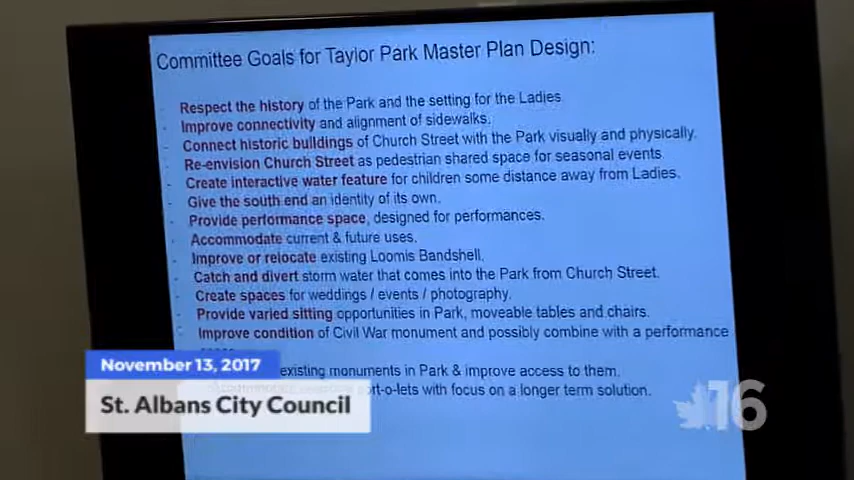 Committee Goals for Taylor Park Master Plan Design:
- Respect the history of the Park and the setting for the Ladies
- Improve connectivity and alignment of sidewalks.
- Connect historic buildings of Church Street with the Park visually and physically.
- Re-envision Church Street as pedestrian shared space for seasonal events
- Create interactive water feature for children some distance away from Ladies.
- Give the south end an identity of its own.
- Provide performance space, designed for performances.
- Accommodate current & future uses.
- Improve or relocate existing Loomis Bandshell.
- Catch and divert storm water that comes into the Park from Church Street.
- Create spaces for weddings / events / photography.
- Provide varied sitting opportunities in Park, moveable tables and chairs.
- Improve condition of Civil War monument and possibly combine with a performance
existing monuments in Park & improve access to them.
with focus on a longer term solution.
November 13, 2017
St. Albans City Council
16